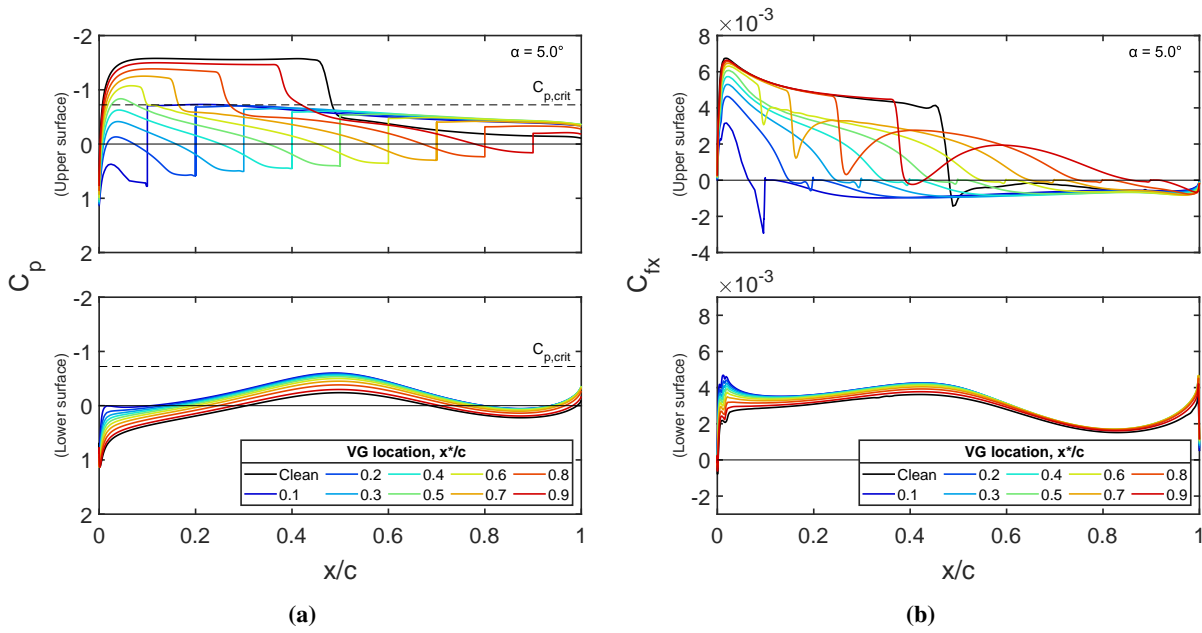 -2
-1
0
1
2
(Upper surface)
α = 5.0°
Cp,crit
Cp
-2
-1
0
1
2
(Lower surface)
Cp,crit
VG location, x*/c
Clean 0.2 0.4 0.6 0.8
0.1 0.3 0.5 0.7 0.9
0 0.2 0.4 0.6 0.8 1
x/c
(a)
×10-3
8
6
4
2
0
-2
-4
(Upper surface)
α = 5.0°
Cfx
×10-3
8
6
4
2
0
-2
(Lower surface)
VG location, x*/c
Clean 0.2 0.4 0.6 0.8
0.1 0.3 0.5 0.7 0.9
0 0.2 0.4 0.6 0.8 1
x/c
(b)